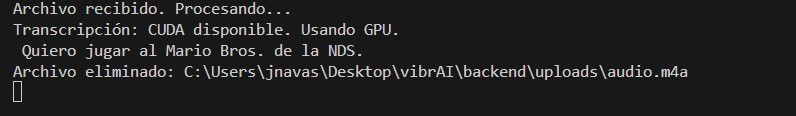 Archivo recibido. Procesando...
Transcripción: CUDA disponible. Usando GPU.
 Quiero jugar al Mario Bros. de la NDS.
Archivo eliminado: C:\Users\jnavas\Desktop\vibrAI\backend\uploads\audio.m4a